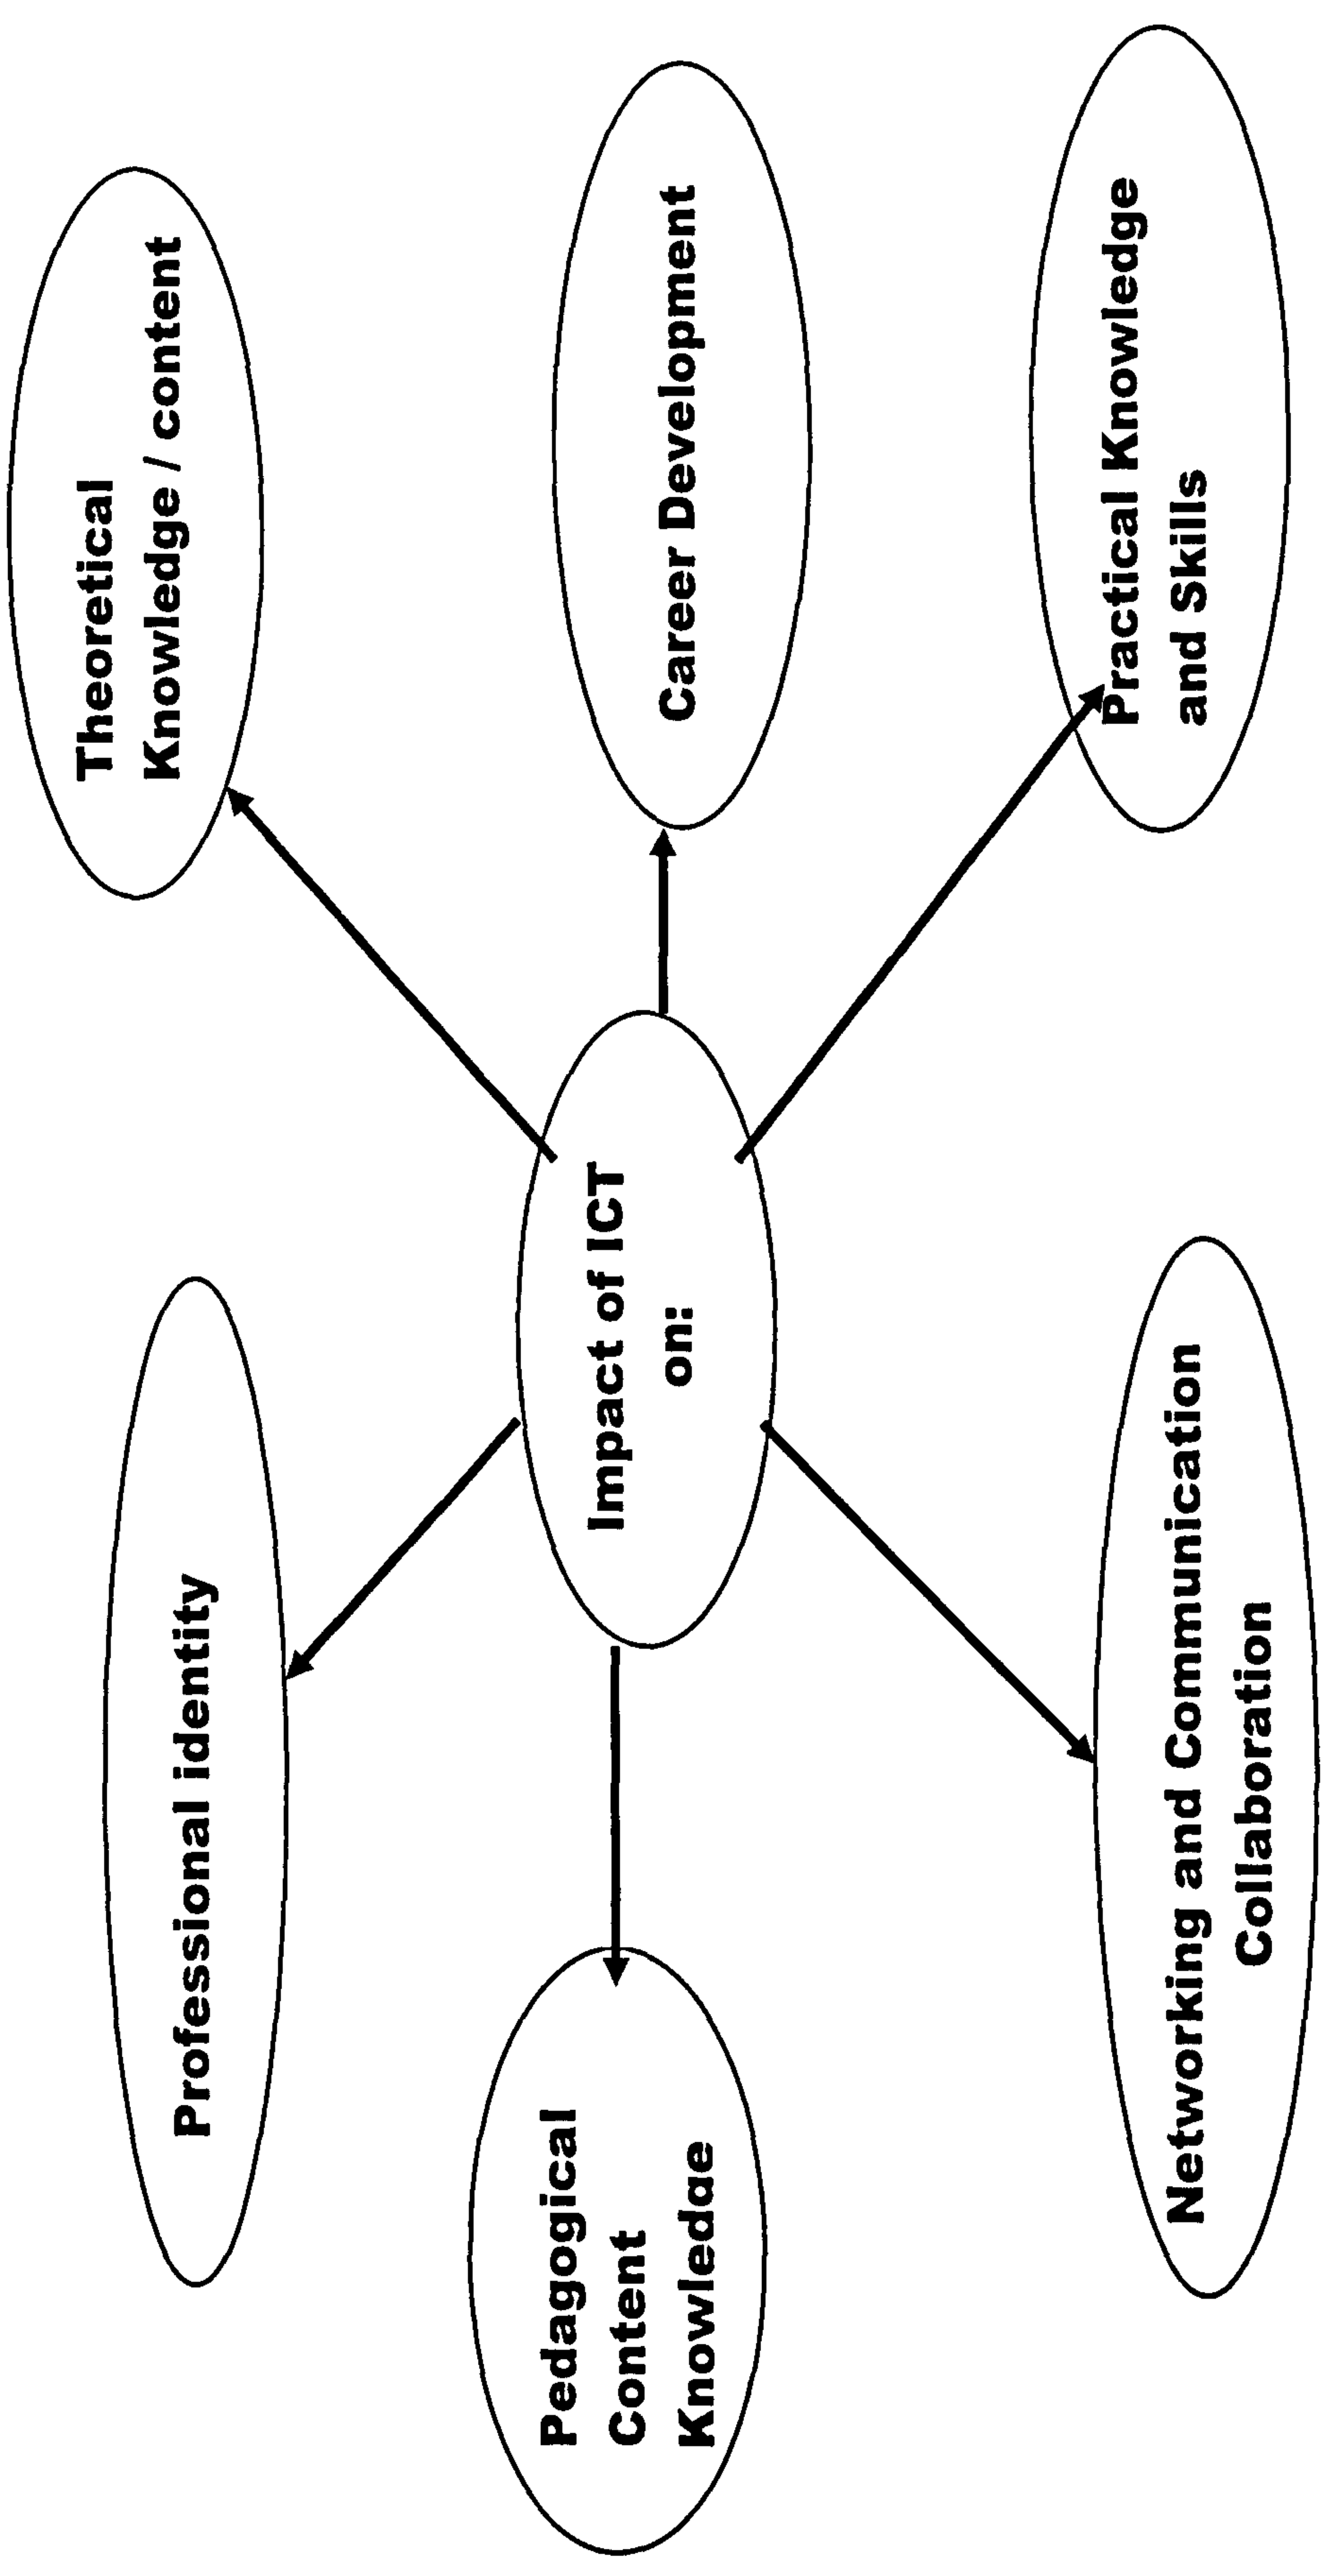 Professional identity
Theoretical
Knowledge / content
Pedagogical
Content
Knowledge
Impact of ICT
on:
Career Development
Networking and Communication
Collaboration
Practical Knowledge
and Skills